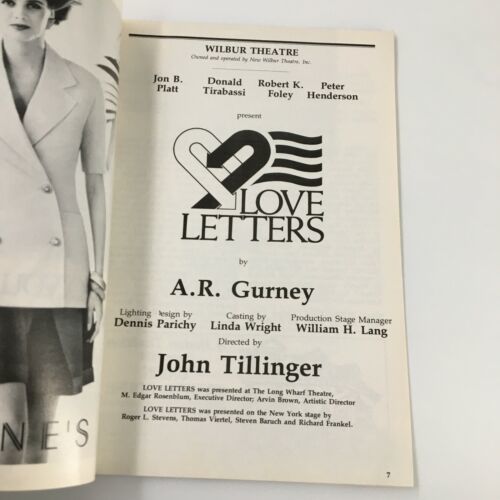 WILBUR THEATRE
Owned and operated by New Wilbur Theatre, Inc.
Jon B. Platt
Donald Tirabassi
Robert K. Foley
Peter Henderson
present
LOVE
LETTERS
by
A.R. Gurney
Lighting Design by
Dennis Parichy
Casting by
Linda Wright
Production Stage Manager
William H. Lang
Directed by
John Tillinger
LOVE LETTERS was presented at The Long Wharf Theatre,
M. Edgar Rosenblum, Executive Director; Arvin Brown, Artistic Director
LOVE LETTERS was presented on the New York stage by
Roger L. Stevens, Thomas Viertel, Steven Baruch and Richard Frankel.
7
NE'S